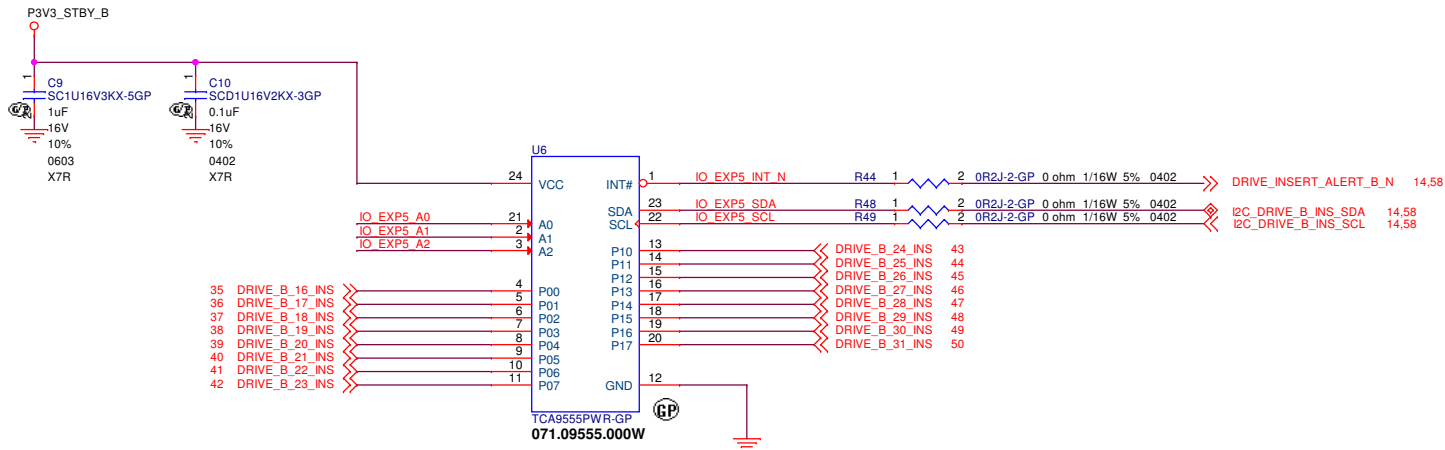 P3V3_STBY_B
1 C9
SC1U16V3KX-5GP
1uF
16V
10%
0603
X7R
1 C10
SCD1U16V2KX-3GP
0.1uF
16V
10%
0402
X7R
U6
24 VCC INT# 1 IO_EXP5_INT_N R44 1 2 0R2J-2-GP 0 ohm 1/16W 5% 0402 DRIVE_INSERT_ALERT_B_N 14,58
SDA 23 IO_EXP5_SDA R48 1 2 0R2J-2-GP 0 ohm 1/16W 5% 0402 I2C_DRIVE_B_INS_SDA 14,58
IO_EXP5_A0 21 A0 SCL 22 IO_EXP5_SCL R49 1 2 0R2J-2-GP 0 ohm 1/16W 5% 0402 I2C_DRIVE_B_INS_SCL 14,58
IO_EXP5_A1 2 A1
IO_EXP5_A2 3 A2
P10 13 DRIVE_B_24_INS 43
P11 14 DRIVE_B_25_INS 44
P12 15 DRIVE_B_26_INS 45
35 DRIVE_B_16_INS 4 P00 P13 16 DRIVE_B_27_INS 46
36 DRIVE_B_17_INS 5 P01 P14 17 DRIVE_B_28_INS 47
37 DRIVE_B_18_INS 6 P02 P15 18 DRIVE_B_29_INS 48
38 DRIVE_B_19_INS 7 P03 P16 19 DRIVE_B_30_INS 49
39 DRIVE_B_20_INS 8 P04 P17 20 DRIVE_B_31_INS 50
40 DRIVE_B_21_INS 9 P05
41 DRIVE_B_22_INS 10 P06
42 DRIVE_B_23_INS 11 P07 GND 12
GP
TCA9555PWR-GP
071.09555.000W